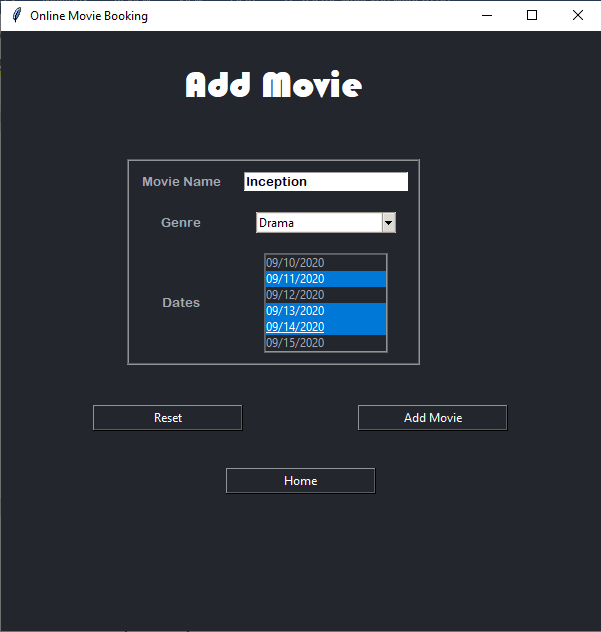 Online Movie Booking
Add Movie
Movie Name Inception
Genre Drama
Dates
09/10/2020
09/11/2020
09/12/2020
09/13/2020
09/14/2020
09/15/2020
Reset Add Movie
Home